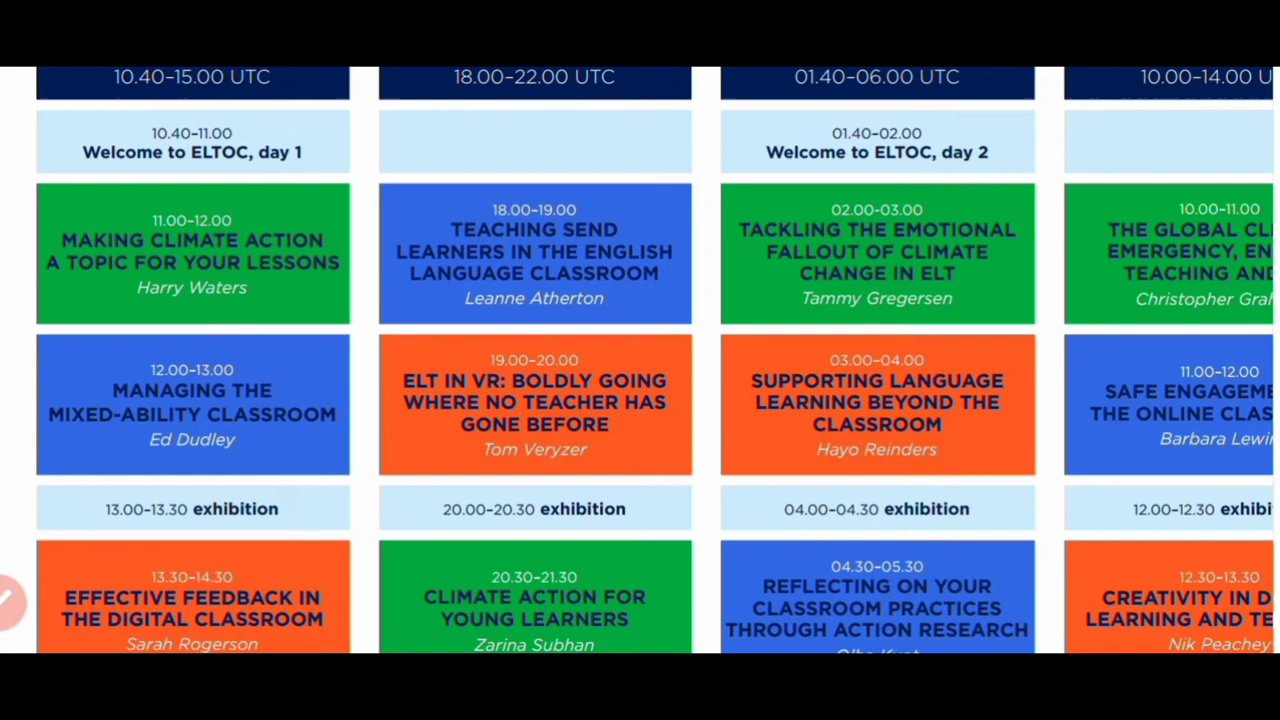 10.40–15.00 UTC
10.40–11.00
Welcome to ELTOC, day 1
11.00–12.00
MAKING CLIMATE ACTION
A TOPIC FOR YOUR LESSONS
Harry Waters
12.00–13.00
MANAGING THE
MIXED-ABILITY CLASSROOM
Ed Dudley
13.00–13.30 exhibition
13.30–14.30
EFFECTIVE FEEDBACK IN
THE DIGITAL CLASSROOM
Sarah Rogerson
18.00–22.00 UTC
18.00–19.00
TEACHING SEND
LEARNERS IN THE ENGLISH
LANGUAGE CLASSROOM
Leanne Atherton
19.00–20.00
ELT IN VR: BOLDLY GOING
WHERE NO TEACHER HAS
GONE BEFORE
Tom Veryzer
20.00–20.30 exhibition
20.30–21.30
CLIMATE ACTION FOR
YOUNG LEARNERS
Zarina Subhan
01.40–06.00 UTC
01.40–02.00
Welcome to ELTOC, day 2
02.00–03.00
TACKLING THE EMOTIONAL
FALLOUT OF CLIMATE
CHANGE IN ELT
Tammy Gregersen
03.00–04.00
SUPPORTING LANGUAGE
LEARNING BEYOND THE
CLASSROOM
Hayo Reinders
04.00–04.30 exhibition
04.30–05.30
REFLECTING ON YOUR
CLASSROOM PRACTICES
THROUGH ACTION RESEARCH
10.00–14.00 U
10.00–11.00
THE GLOBAL CLI
EMERGENCY, EN
TEACHING AND
Christopher Gra
11.00–12.00
SAFE ENGAGEME
THE ONLINE CLAS
Barbara Lewi
12.00–12.30 exhibi
12.30–13.30
CREATIVITY IN D
LEARNING AND TE
Nik Peachey